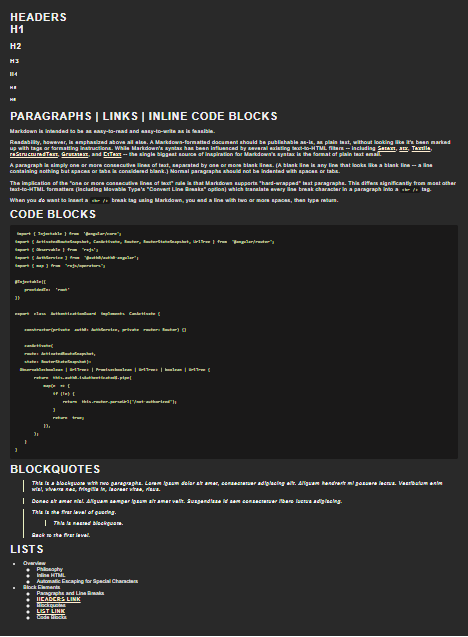 HEADERS
H1
H2
H3
H4
H5
H6
PARAGRAPHS | LINKS | INLINE CODE BLOCKS
Markdown is intended to be as easy-to-read and easy-to-write as is feasible.
Readability, however, is emphasized above all else. A Markdown-formatted document should be publishable as-is, as plain text, without looking like it's been marked
up with tags or formatting instructions. While Markdown's syntax has been influenced by several existing text-to-HTML filters -- including Setext, atx, Textile,
reStructuredText, Grutatext, and EtText -- the single biggest source of inspiration for Markdown's syntax is the format of plain text email.
A paragraph is simply one or more consecutive lines of text, separated by one or more blank lines. (A blank line is any line that looks like a blank line -- a line
containing nothing but spaces or tabs is considered blank.) Normal paragraphs should not be indented with spaces or tabs.
The implication of the "one or more consecutive lines of text" rule is that Markdown supports "hard-wrapped" text paragraphs. This differs significantly from most other
text-to-HTML formatters (including Movable Type's "Convert Line Breaks" option) which translate every line break character in a paragraph into a <br /> tag.
When you do want to insert a <br /> break tag using Markdown, you end a line with two or more spaces, then type return.
CODE BLOCKS
import { Injectable } from '@angular/core';
import { ActivatedRouteSnapshot, CanActivate, Router, RouterStateSnapshot, UrlTree } from '@angular/router';
import { Observable } from 'rxjs';
import { AuthService } from '@auth0/auth0-angular';
import { map } from 'rxjs/operators';
@Injectable({
providedIn: 'root'
})
export class AuthenticationGuard implements CanActivate {
constructor(private auth0: AuthService, private router: Router) {}
canActivate(
route: ActivatedRouteSnapshot,
state: RouterStateSnapshot):
Observable<boolean | UrlTree> | Promise<boolean | UrlTree> | boolean | UrlTree {
return this.auth0.isAuthenticated$.pipe(
map(e => {
if (!e) {
return this.router.parseUrl("/not-authorized");
}
return true;
}),
);
}
}
BLOCKQUOTES
This is a blockquote with two paragraphs. Lorem ipsum dolor sit amet, consectetuer adipiscing elit. Aliquam hendrerit mi posuere lectus. Vestibulum enim
wisi, viverra nec, fringilla in, laoreet vitae, risus.
Donec sit amet nisl. Aliquam semper ipsum sit amet velit. Suspendisse id sem consectetuer libero luctus adipiscing.
This is the first level of quoting.
This is nested blockquote.
Back to the first level.
LISTS
Overview
Philosophy
Inline HTML
Automatic Escaping for Special Characters
Block Elements
Paragraphs and Line Breaks
HEADERS LINK
Blockquotes
LIST LINK
Code Blocks